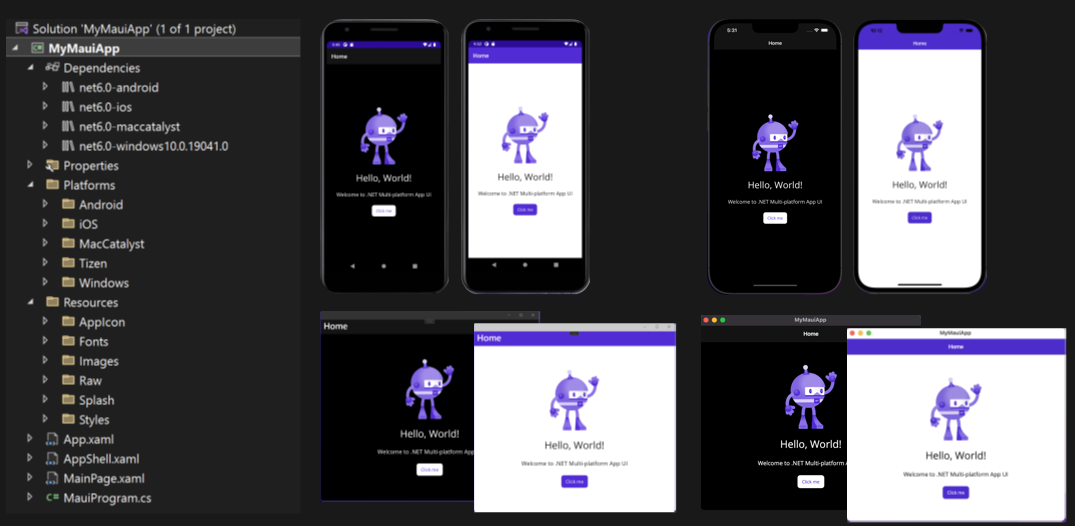 Solution 'MyMauiApp' (1 of 1 project)
MyMauiApp
Dependencies
net6.0-android
net6.0-ios
net6.0-maccatalyst
net6.0-windows10.0.19041.0
Properties
Platforms
Android
iOS
MacCatalyst
Tizen
Windows
Resources
AppIcon
Fonts
Images
Raw
Splash
Styles
App.xaml
AppShell.xaml
MainPage.xaml
C# MauiProgram.cs
Home
Hello, World!
Welcome to .NET Multi-platform App UI
Click me
Home
Hello, World!
Welcome to .NET Multi-platform App UI
Click me
5:31
Home
Hello, World!
Welcome to .NET Multi-platform App UI
Click me
Home
Hello, World!
Welcome to .NET Multi-platform App UI
Click me
Home
Hello, World!
Welcome to .NET Multi-platform App
Click me
Home
Hello, World!
Welcome to .NET Multi-platform App UI
Click me
MyMauiApp
Home
Hello, World!
Welcome to .NET Multi-platform
Click me
MyMauiApp
Home
Hello, World!
Welcome to .NET Multi-platform App UI
Click me